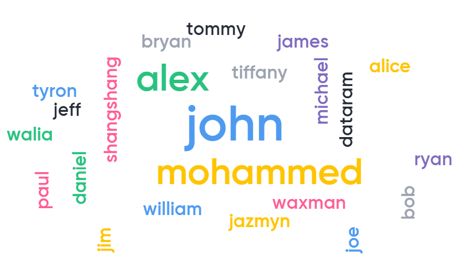 tommy
bryan
james
alex
tiffany
michael
alice
shangshang
dataram
tyron
jeff
john
walia
mohammed
ryan
daniel
paul
william
waxman
bob
jazmyn
jim
joe